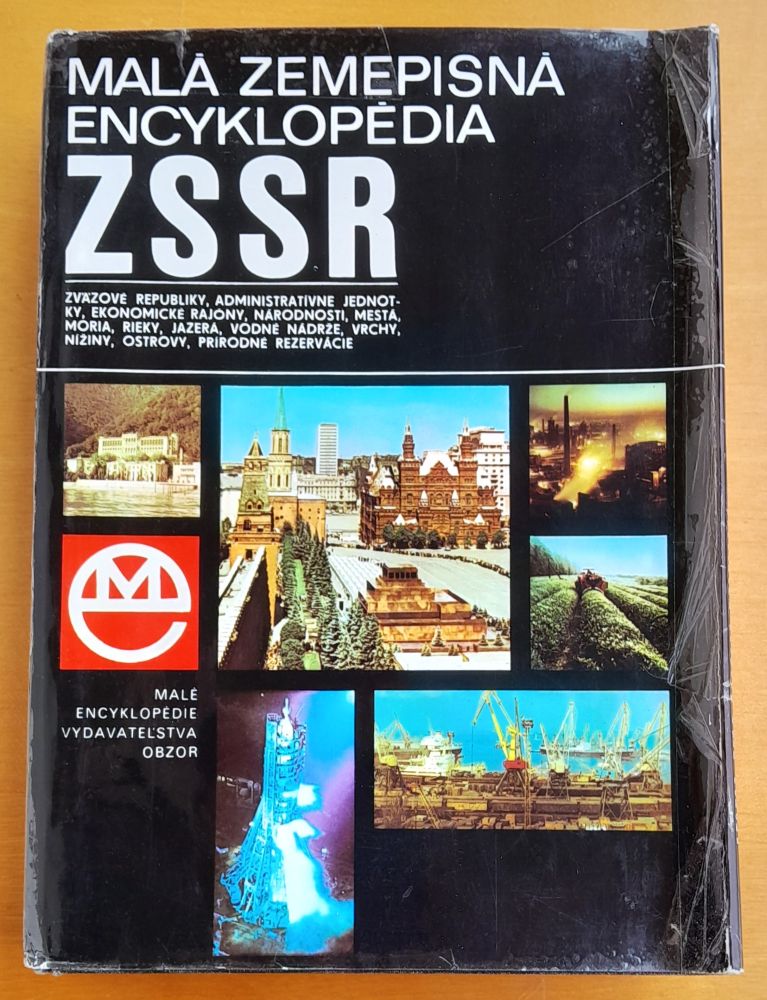 MALÁ ZEMEPISNÁ
ENCYKLOPÉDIA
ZSSR
ZVÄZOVÉ REPUBLIKY, ADMINISTRATÍVNE JEDNOT-
KY, EKONOMICKÉ RAJÓNY, NÁRODNOSTI, MESTÁ,
MORIA, RIEKY, JAZERÁ, VODNÉ NÁDRŽE, VRCHY,
NÍŽINY, OSTROVY, PRÍRODNÉ REZERVÁCIE
eM
MALÉ
ENCYKLOPÉDIE
VYDAVATEĽSTVA
OBZOR